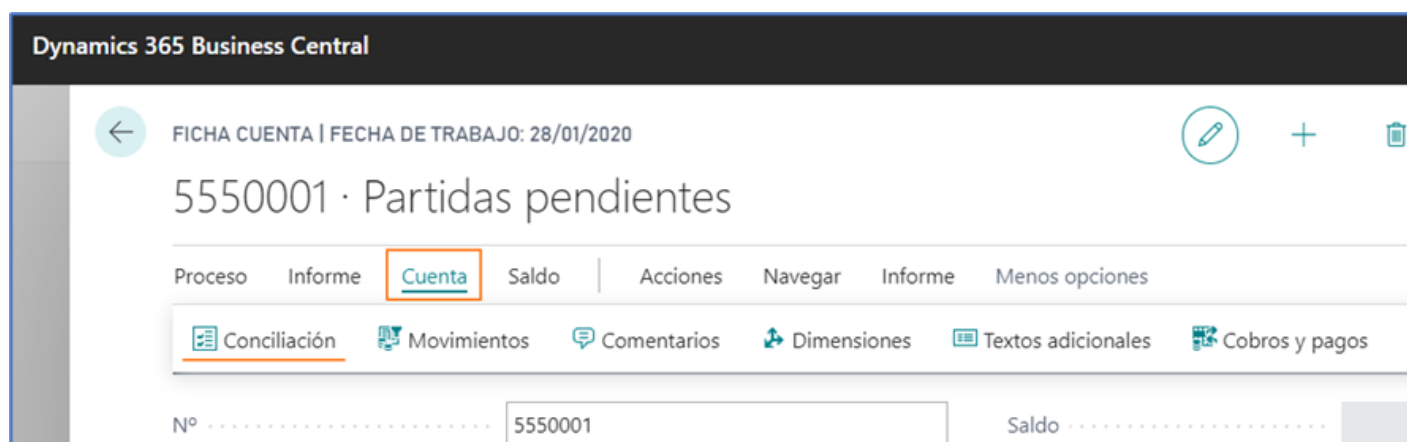 Dynamics 365 Business Central
FICHA CUENTA | FECHA DE TRABAJO: 28/01/2020
5550001 · Partidas pendientes
Proceso Informe Cuenta Saldo Acciones Navegar Informe Menos opciones
Conciliación Movimientos Comentarios Dimensiones Textos adicionales Cobros y pagos
Nº 5550001 Saldo